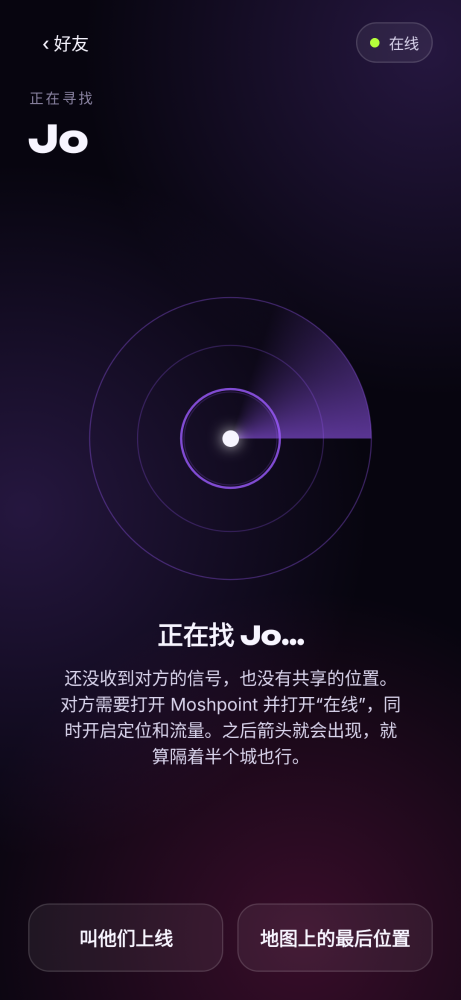 ‹ 好友
在线
正在寻找
Jo
正在找 Jo...
还没收到对方的信号，也没有共享的位置。
对方需要打开 Moshpoint 并打开“在线”，同
时开启定位和流量。之后箭头就会出现，就
算隔着半个城也行。
叫他们上线
地图上的最后位置